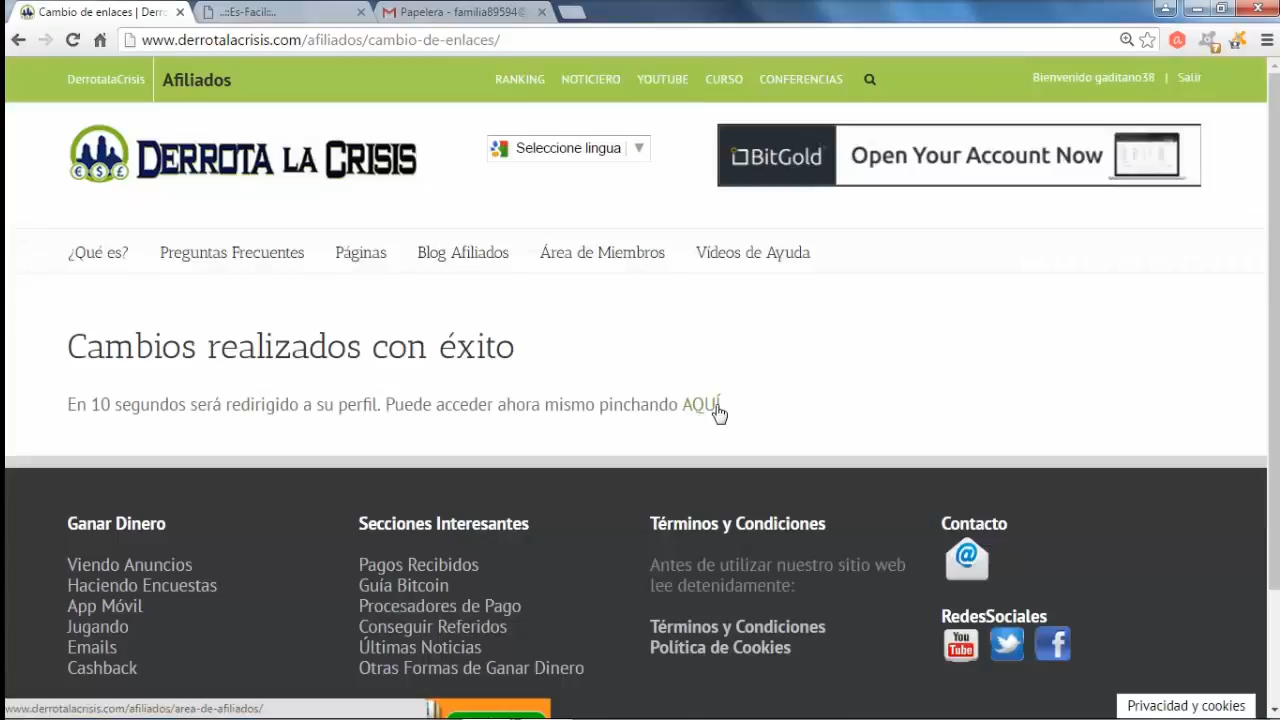 Cambio de enlaces | Derro
..::Es-Facil::..
Papelera - familia89594@
www.derrotalacrisis.com/afiliados/cambio-de-enlaces/
DerrotalaCrisis
Afiliados
RANKING
NOTICIERO
YOUTUBE
CURSO
CONFERENCIAS
Bienvenido gaditano38 | Salir
DERROTA LA CRISIS
Seleccione lingua
BitGold
Open Your Account Now
¿Qué es?
Preguntas Frecuentes
Páginas
Blog Afiliados
Área de Miembros
Vídeos de Ayuda
Cambios realizados con éxito
En 10 segundos será redirigido a su perfil. Puede acceder ahora mismo pinchando AQUÍ
Ganar Dinero
Viendo Anuncios
Haciendo Encuestas
App Móvil
Jugando
Emails
Cashback
Secciones Interesantes
Pagos Recibidos
Guía Bitcoin
Procesadores de Pago
Conseguir Referidos
Últimas Noticias
Otras Formas de Ganar Dinero
Términos y Condiciones
Antes de utilizar nuestro sitio web
lee detenidamente:
Términos y Condiciones
Política de Cookies
Contacto
RedesSociales
You
Tube
Privacidad y cookies
www.derrotalacrisis.com/afiliados/area-de-afiliados/